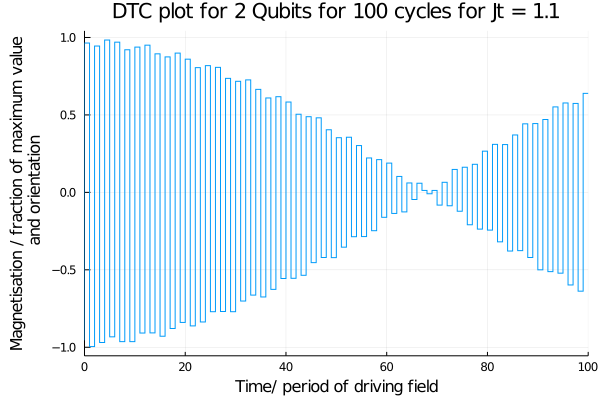 DTC plot for 2 Qubits for 100 cycles for Jt = 1.1
Magnetisation / fraction of maximum value
and orientation
1.0
0.5
0.0
−0.5
−1.0
0
20
40
60
80
100
Time/ period of driving field